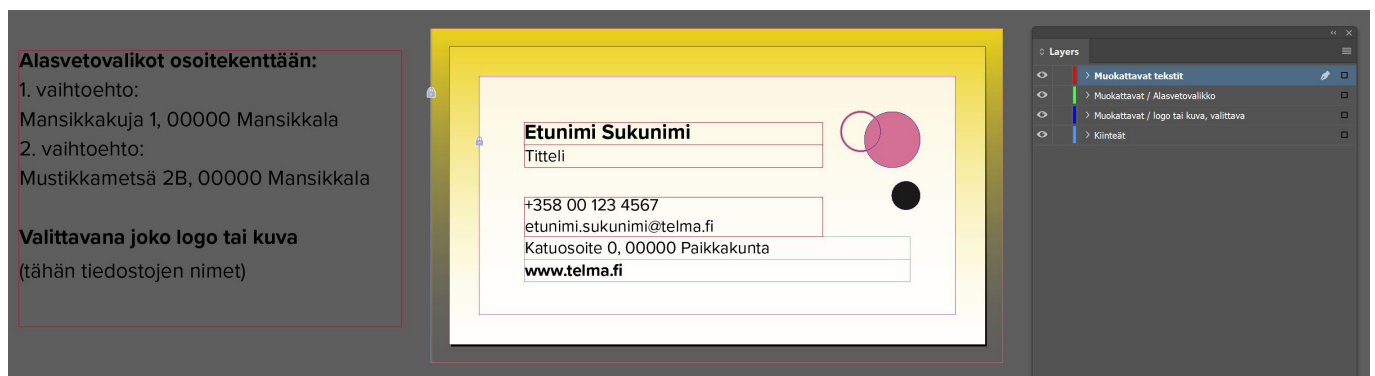 Alasvetovalikot osoitekenttään:
1. vaihtoehto:
Mansikkakuja 1, 00000 Mansikkala
2. vaihtoehto:
Mustikkametsä 2B, 00000 Mansikkala
Valittavana joko logo tai kuva
(tähän tiedostojen nimet)
Etunimi Sukunimi
Titteli
+358 00 123 4567
etunimi.sukunimi@telma.fi
Katuosoite 0, 00000 Paikkakunta
www.telma.fi
Layers
Muokattavat tekstit
Muokattavat / Alasvetovalikko
Muokattavat / logo tai kuva, valittava
Kiinteät